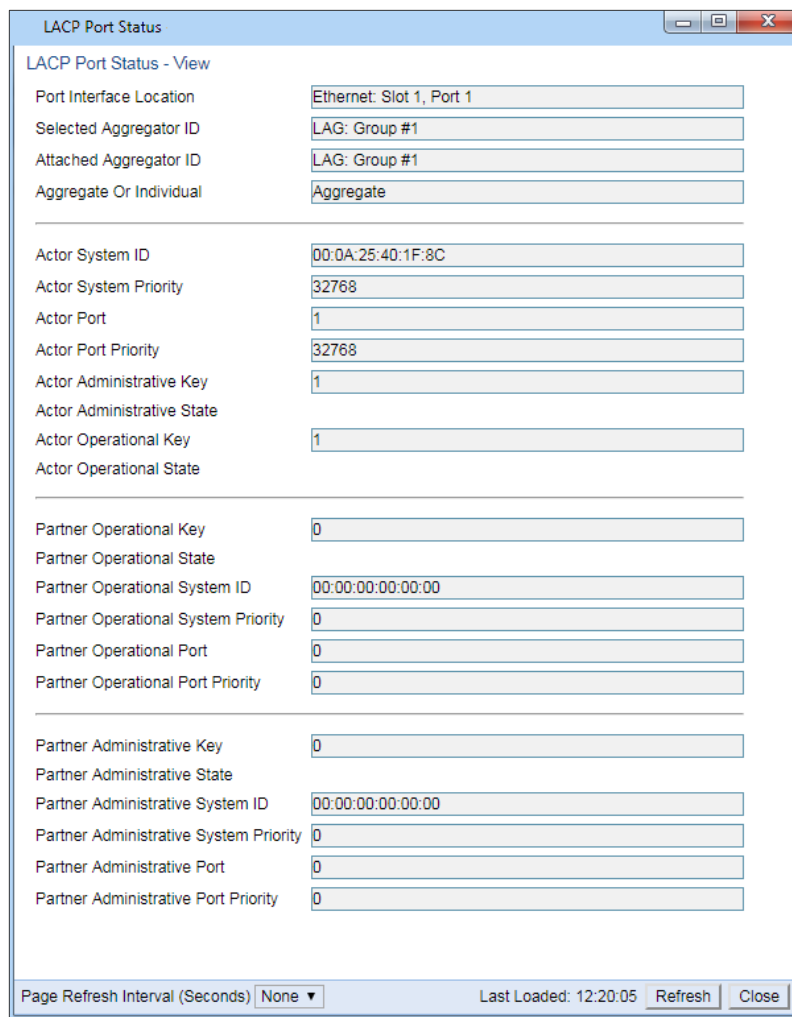 LACP Port Status
LACP Port Status - View
Port Interface Location Ethernet: Slot 1, Port 1
Selected Aggregator ID LAG: Group #1
Attached Aggregator ID LAG: Group #1
Aggregate Or Individual Aggregate
Actor System ID 00:0A:25:40:1F:8C
Actor System Priority 32768
Actor Port 1
Actor Port Priority 32768
Actor Administrative Key 1
Actor Administrative State
Actor Operational Key 1
Actor Operational State
Partner Operational Key 0
Partner Operational State
Partner Operational System ID 00:00:00:00:00:00
Partner Operational System Priority 0
Partner Operational Port 0
Partner Operational Port Priority 0
Partner Administrative Key 0
Partner Administrative State
Partner Administrative System ID 00:00:00:00:00:00
Partner Administrative System Priority 0
Partner Administrative Port 0
Partner Administrative Port Priority 0
Page Refresh Interval (Seconds) None ▼ Last Loaded: 12:20:05 Refresh Close